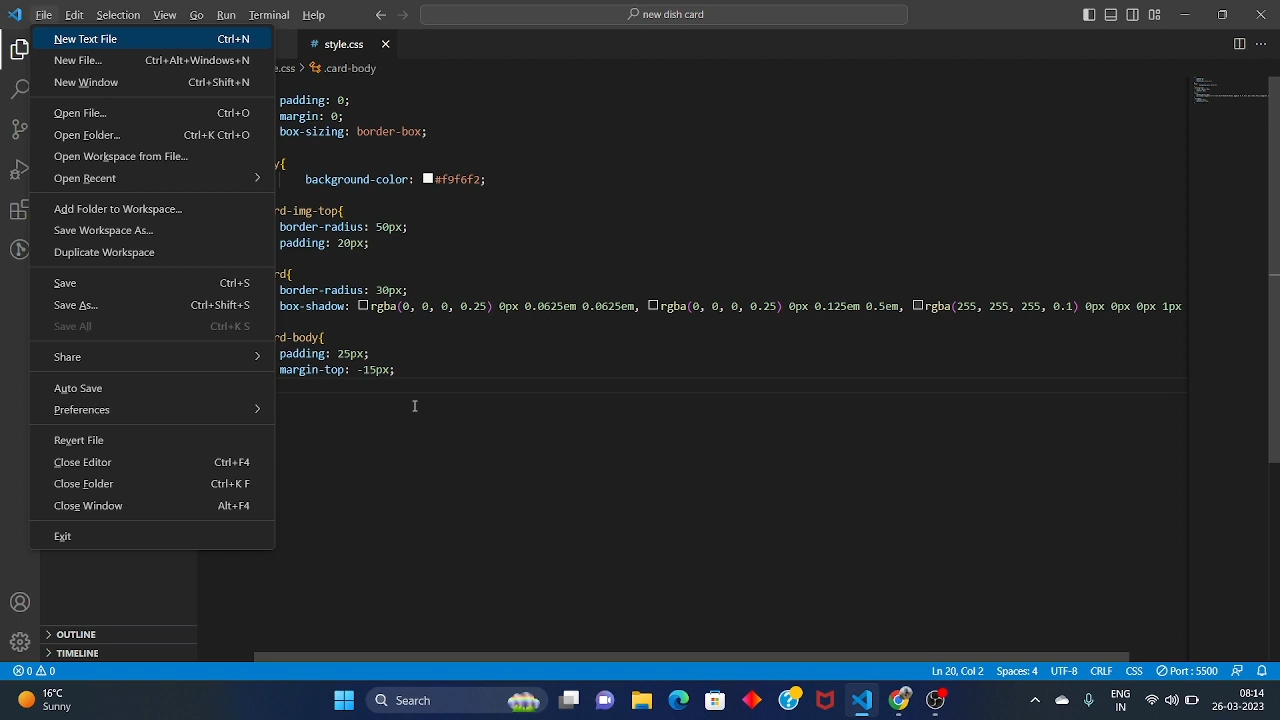 File Edit Selection View Go Run Terminal Help
new dish card
New Text File Ctrl+N
New File... Ctrl+Alt+Windows+N
New Window Ctrl+Shift+N
Open File... Ctrl+O
Open Folder... Ctrl+K Ctrl+O
Open Workspace from File...
Open Recent
Add Folder to Workspace...
Save Workspace As...
Duplicate Workspace
Save Ctrl+S
Save As... Ctrl+Shift+S
Save All Ctrl+K S
Share
Auto Save
Preferences
Revert File
Close Editor Ctrl+F4
Close Folder Ctrl+K F
Close Window Alt+F4
Exit
# style.css
e.css > .card-body
padding: 0;
margin: 0;
box-sizing: border-box;
y{
background-color: #f9f6f2;
rd-img-top{
border-radius: 50px;
padding: 20px;
rd{
border-radius: 30px;
box-shadow: rgba(0, 0, 0, 0.25) 0px 0.0625em 0.0625em, rgba(0, 0, 0, 0.25) 0px 0.125em 0.5em, rgba(255, 255, 255, 0.1) 0px 0px 0px 1px
rd-body{
padding: 25px;
margin-top: -15px;
OUTLINE
TIMELINE
0 0
Ln 20, Col 2 Spaces: 4 UTF-8 CRLF CSS Port : 5500
16°C
Sunny
Search
ENG
IN
08:14
26-03-2023